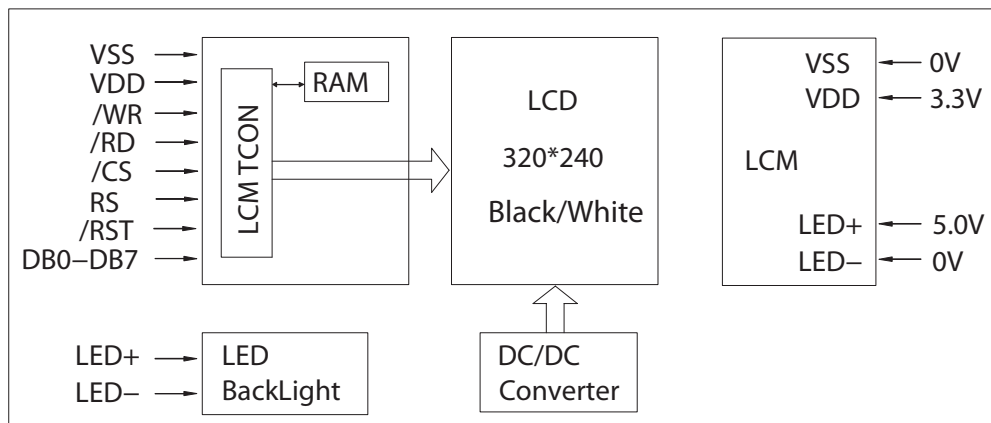 VSS
VDD
/WR
/RD
/CS
RS
/RST
DB0–DB7
LCM TCON
RAM
LCD
320*240
Black/White
VSS
0V
VDD
3.3V
LCM
LED+
5.0V
LED–
0V
LED+
LED–
LED
BackLight
DC/DC
Converter